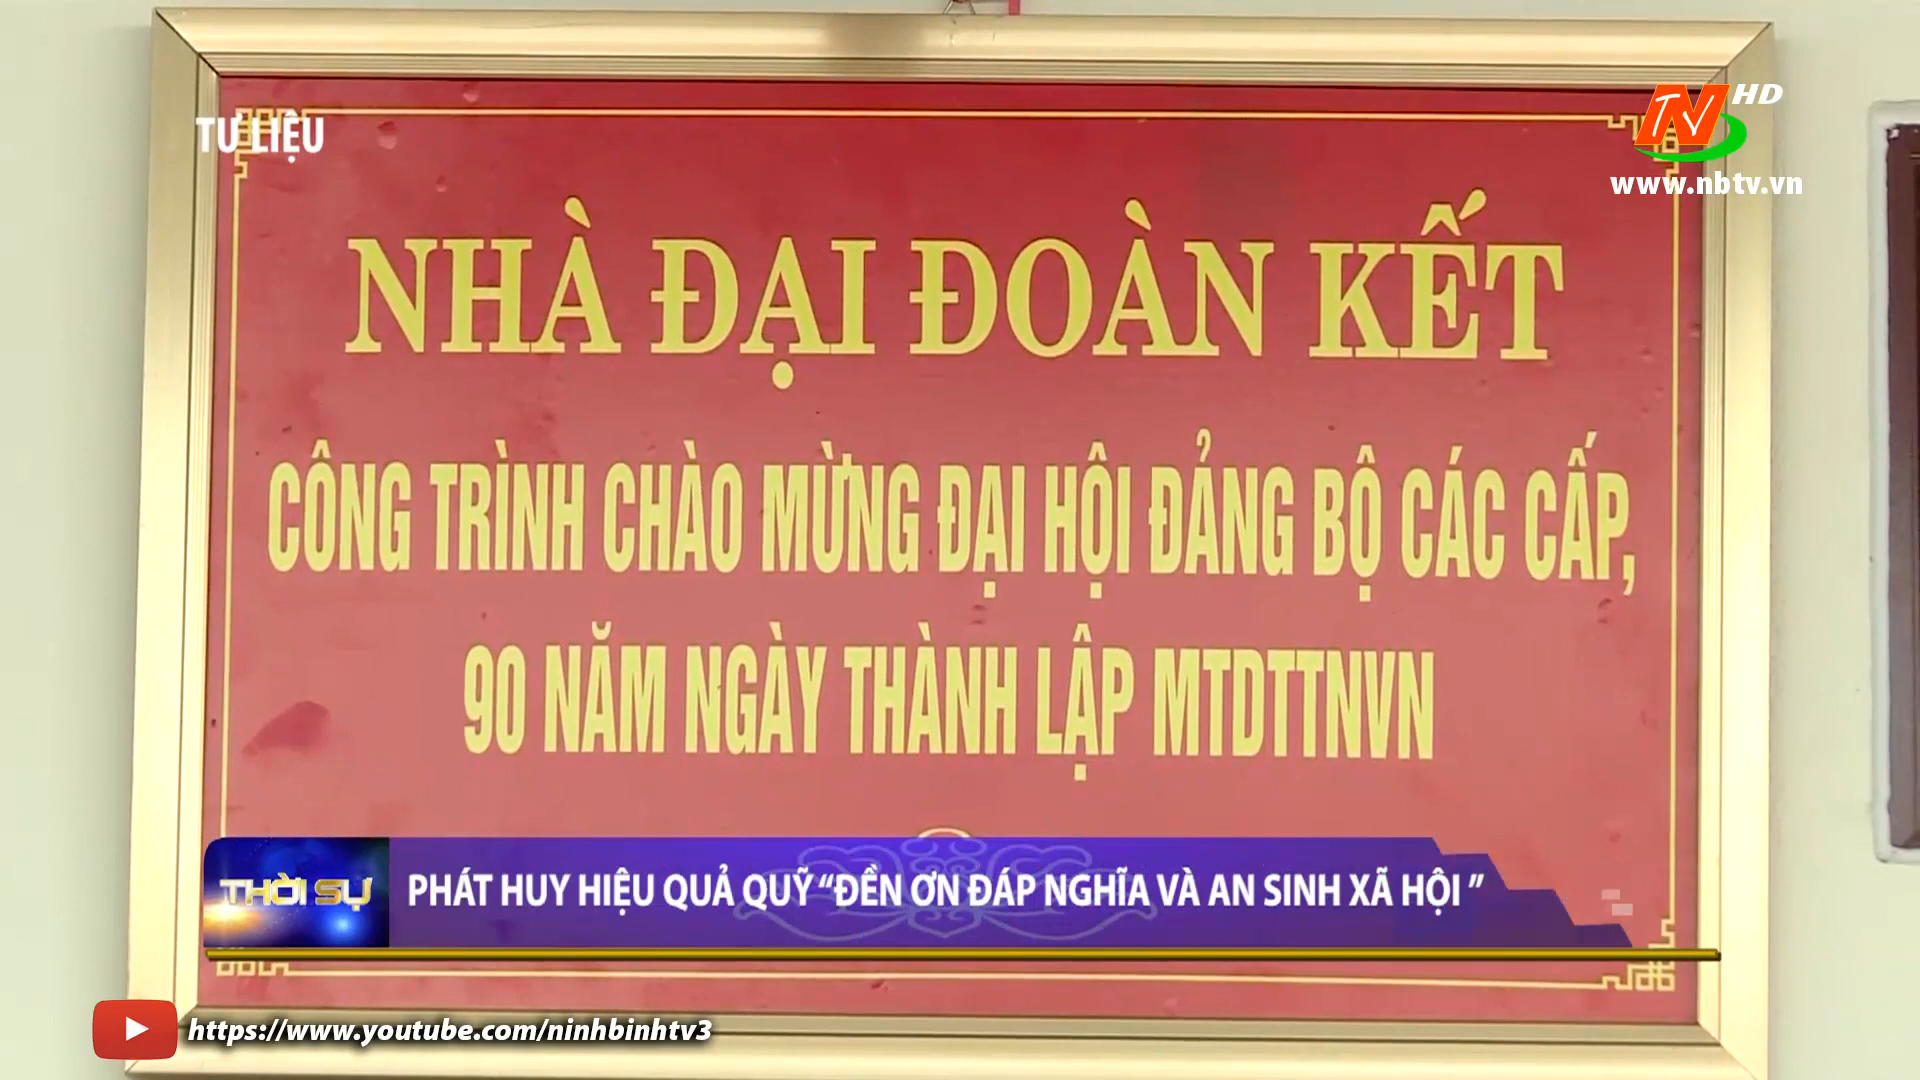 TƯ LIỆU
NTV HD
www.nbtv.vn
NHÀ ĐẠI ĐOÀN KẾT
CÔNG TRÌNH CHÀO MỪNG ĐẠI HỘI ĐẢNG BỘ CÁC CẤP,
90 NĂM NGÀY THÀNH LẬP MTDTTNVN
THỜI SỰ
PHÁT HUY HIỆU QUẢ QUỸ “ĐỀN ƠN ĐÁP NGHĨA VÀ AN SINH XÃ HỘI ”
https://www.youtube.com/ninhbinhtv3